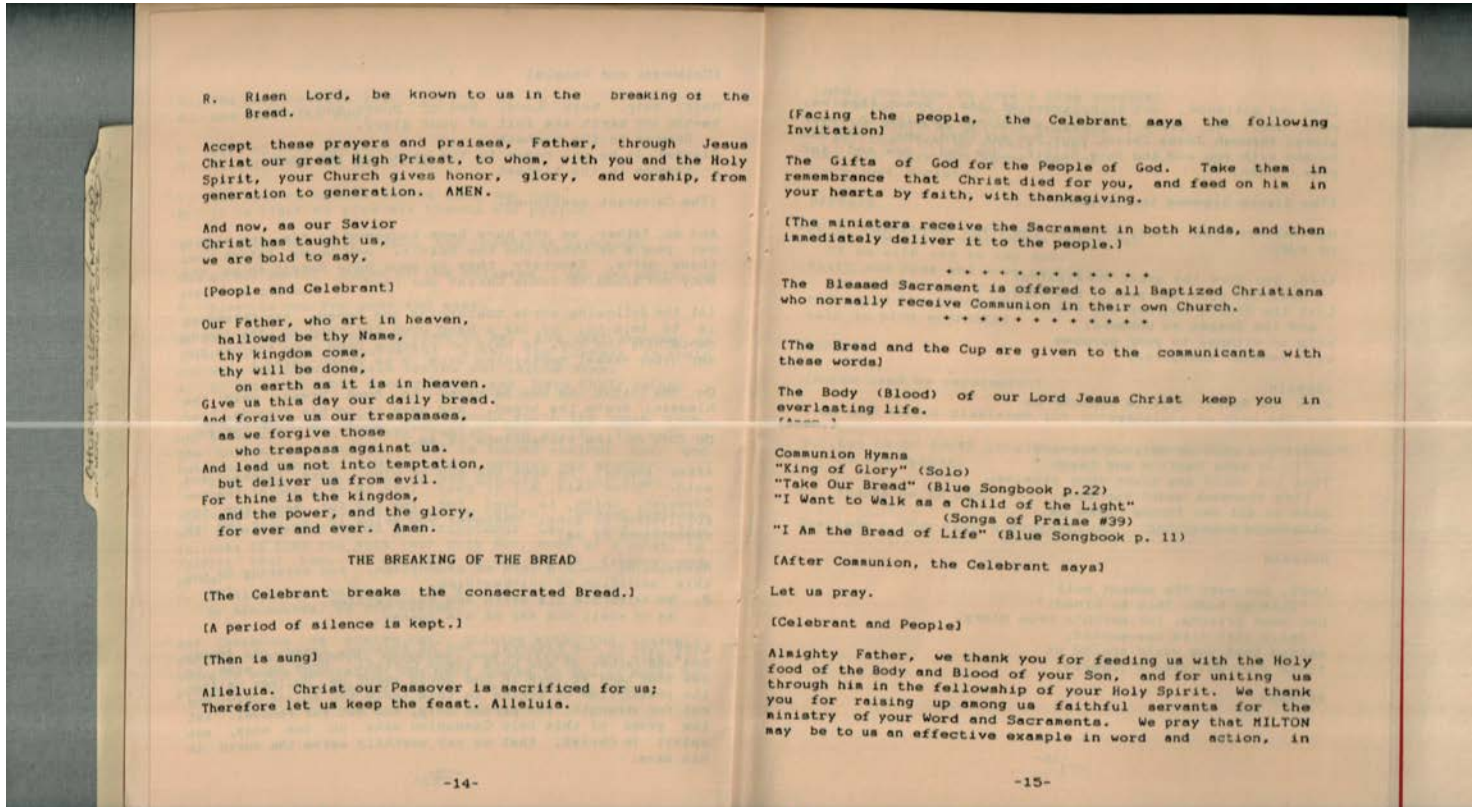 R. Risen Lord, be known to us in the breaking of the
Bread.
Accept these prayers and praises, Father, through Jesus
Christ our great High Priest, to whom, with you and the Holy
Spirit, your Church gives honor, glory, and worship, from
generation to generation. AMEN.
And now, as our Savior
Christ has taught us,
we are bold to say,
[People and Celebrant]
Our Father, who art in heaven,
hallowed be thy Name,
thy kingdom come,
thy will be done,
on earth as it is in heaven.
Give us this day our daily bread.
And forgive us our trespasses,
as we forgive those
who trespass against us.
And lead us not into temptation,
but deliver us from evil.
For thine is the kingdom,
and the power, and the glory,
for ever and ever. Amen.
THE BREAKING OF THE BREAD
[The Celebrant breaks the consecrated Bread.]
[A period of silence is kept.]
[Then is sung]
Alleluia. Christ our Passover is sacrificed for us;
Therefore let us keep the feast. Alleluia.
-14-
[Facing the people, the Celebrant says the following
Invitation]
The Gifts of God for the People of God. Take them in
remembrance that Christ died for you, and feed on him in
your hearts by faith, with thanksgiving.
[The ministers receive the Sacrament in both kinds, and then
immediately deliver it to the people.]
* * * * * * * * * * * *
The Blessed Sacrament is offered to all Baptized Christians
who normally receive Communion in their own Church.
* * * * * * * * * * * *
[The Bread and the Cup are given to the communicants with
these words]
The Body (Blood) of our Lord Jesus Christ keep you in
everlasting life.
[Amen.]
Communion Hymns
"King of Glory" (Solo)
"Take Our Bread" (Blue Songbook p.22)
"I Want to Walk as a Child of the Light"
(Songs of Praise #39)
"I Am the Bread of Life" (Blue Songbook p. 11)
[After Communion, the Celebrant says]
Let us pray.
[Celebrant and People]
Almighty Father, we thank you for feeding us with the Holy
food of the Body and Blood of your Son, and for uniting us
through him in the fellowship of your Holy Spirit. We thank
you for raising up among us faithful servants for the
ministry of your Word and Sacraments. We pray that MILTON
may be to us an effective example in word and action, in
-15-